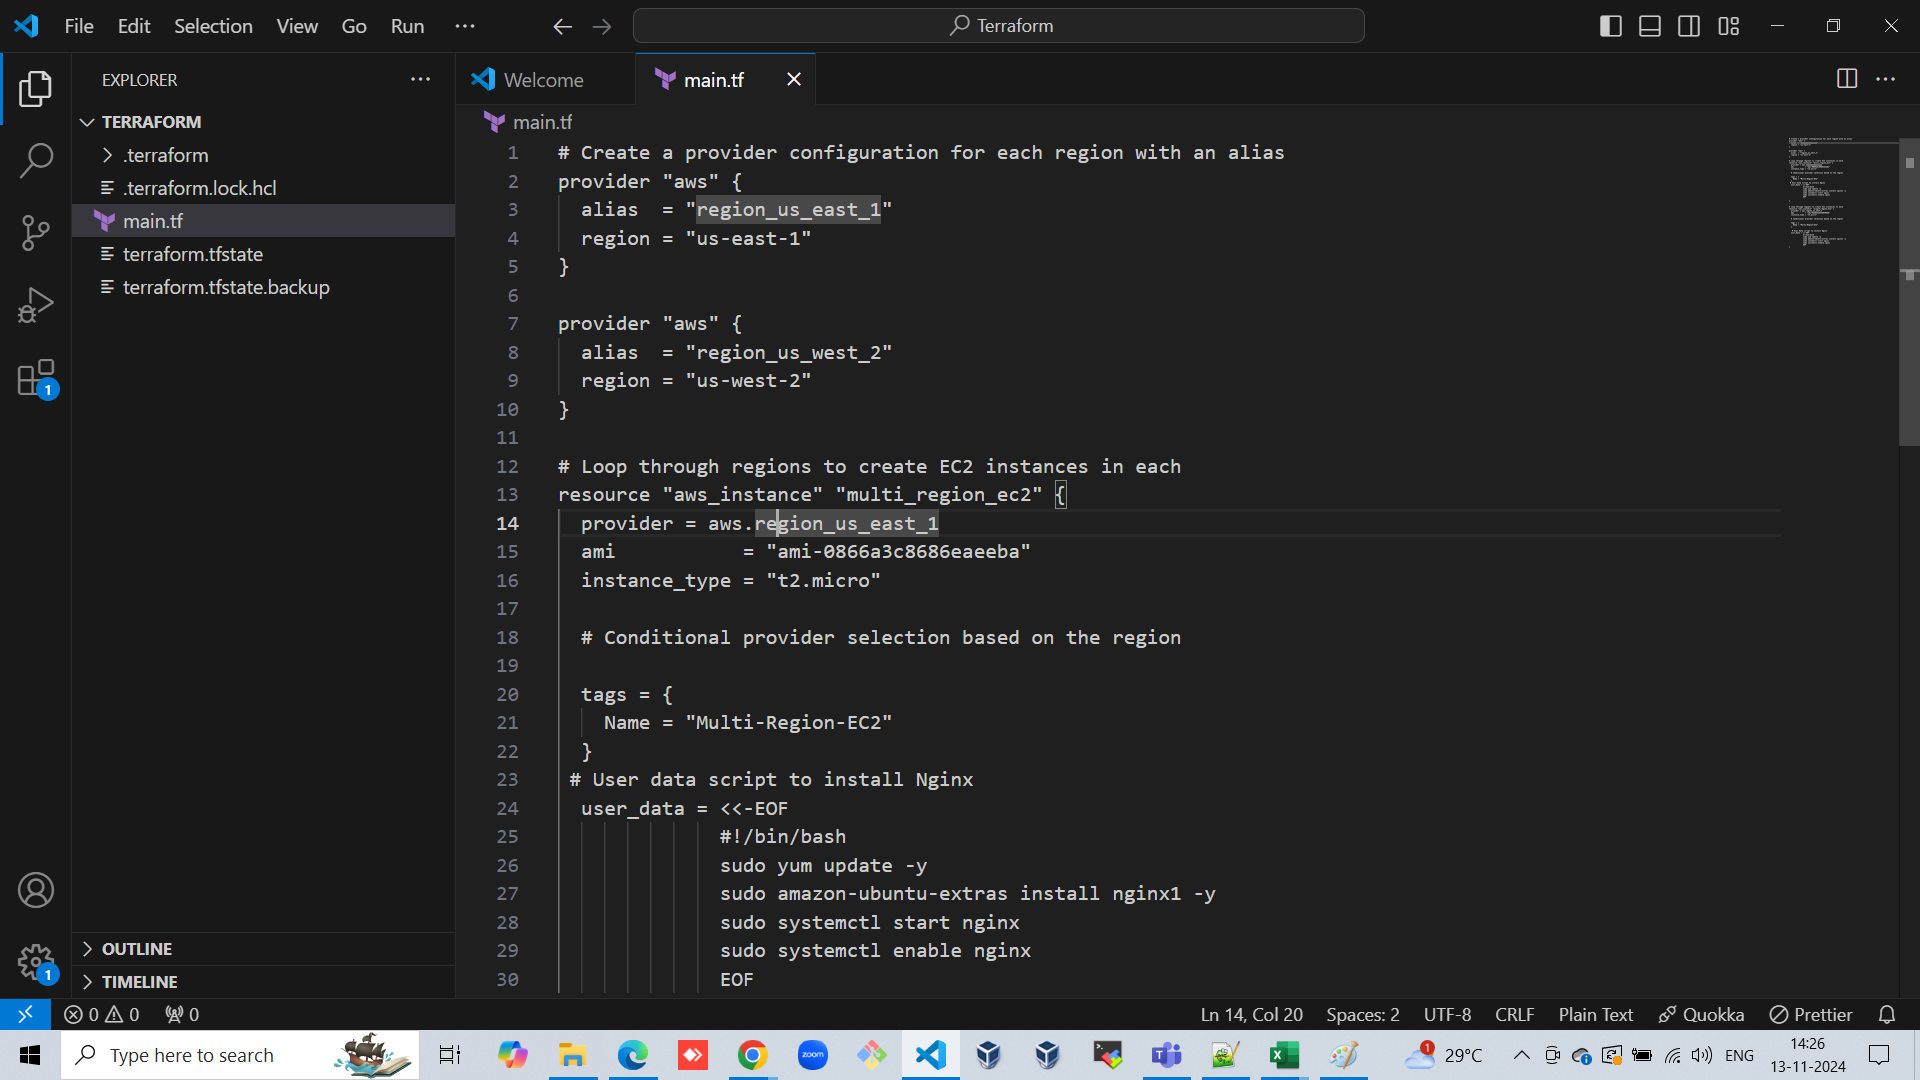 File Edit Selection View Go Run ···
Terraform
EXPLORER ···
Welcome
main.tf
TERRAFORM
.terraform
.terraform.lock.hcl
main.tf
terraform.tfstate
terraform.tfstate.backup
OUTLINE
TIMELINE
main.tf
1 # Create a provider configuration for each region with an alias
2 provider "aws" {
3 alias = "region_us_east_1"
4 region = "us-east-1"
5 }
6
7 provider "aws" {
8 alias = "region_us_west_2"
9 region = "us-west-2"
10 }
11
12 # Loop through regions to create EC2 instances in each
13 resource "aws_instance" "multi_region_ec2" {
14 provider = aws.region_us_east_1
15 ami = "ami-0866a3c8686eaeeba"
16 instance_type = "t2.micro"
17
18 # Conditional provider selection based on the region
19
20 tags = {
21 Name = "Multi-Region-EC2"
22 }
23 # User data script to install Nginx
24 user_data = <<-EOF
25 #!/bin/bash
26 sudo yum update -y
27 sudo amazon-ubuntu-extras install nginx1 -y
28 sudo systemctl start nginx
29 sudo systemctl enable nginx
30 EOF
1
1
0 0 0
Ln 14, Col 20 Spaces: 2 UTF-8 CRLF Plain Text Quokka Prettier
Type here to search
zoom
1
29°C
ENG
14:26
13-11-2024